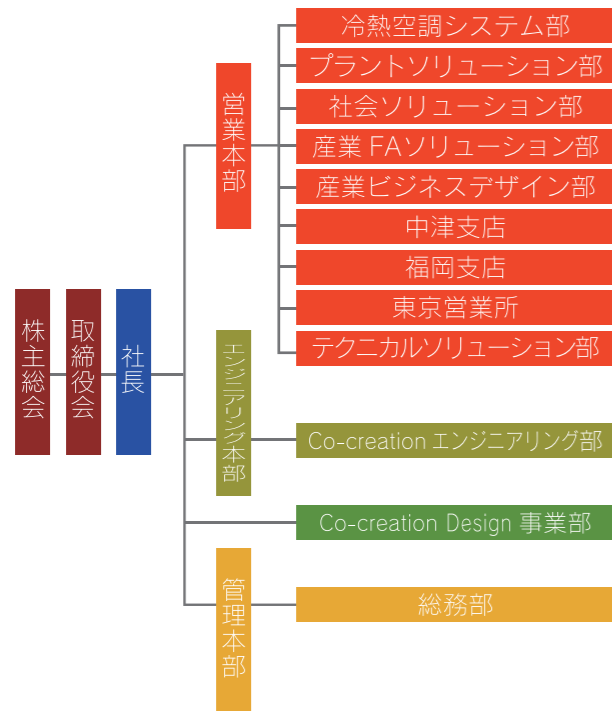 株主総会
取締役会
社長
営業本部
冷熱空調システム部
プラントソリューション部
社会ソリューション部
産業 FAソリューション部
産業ビジネスデザイン部
中津支店
福岡支店
東京営業所
テクニカルソリューション部
エンジニアリング本部
Co-creation エンジニアリング部
Co-creation Design 事業部
管理本部
総務部